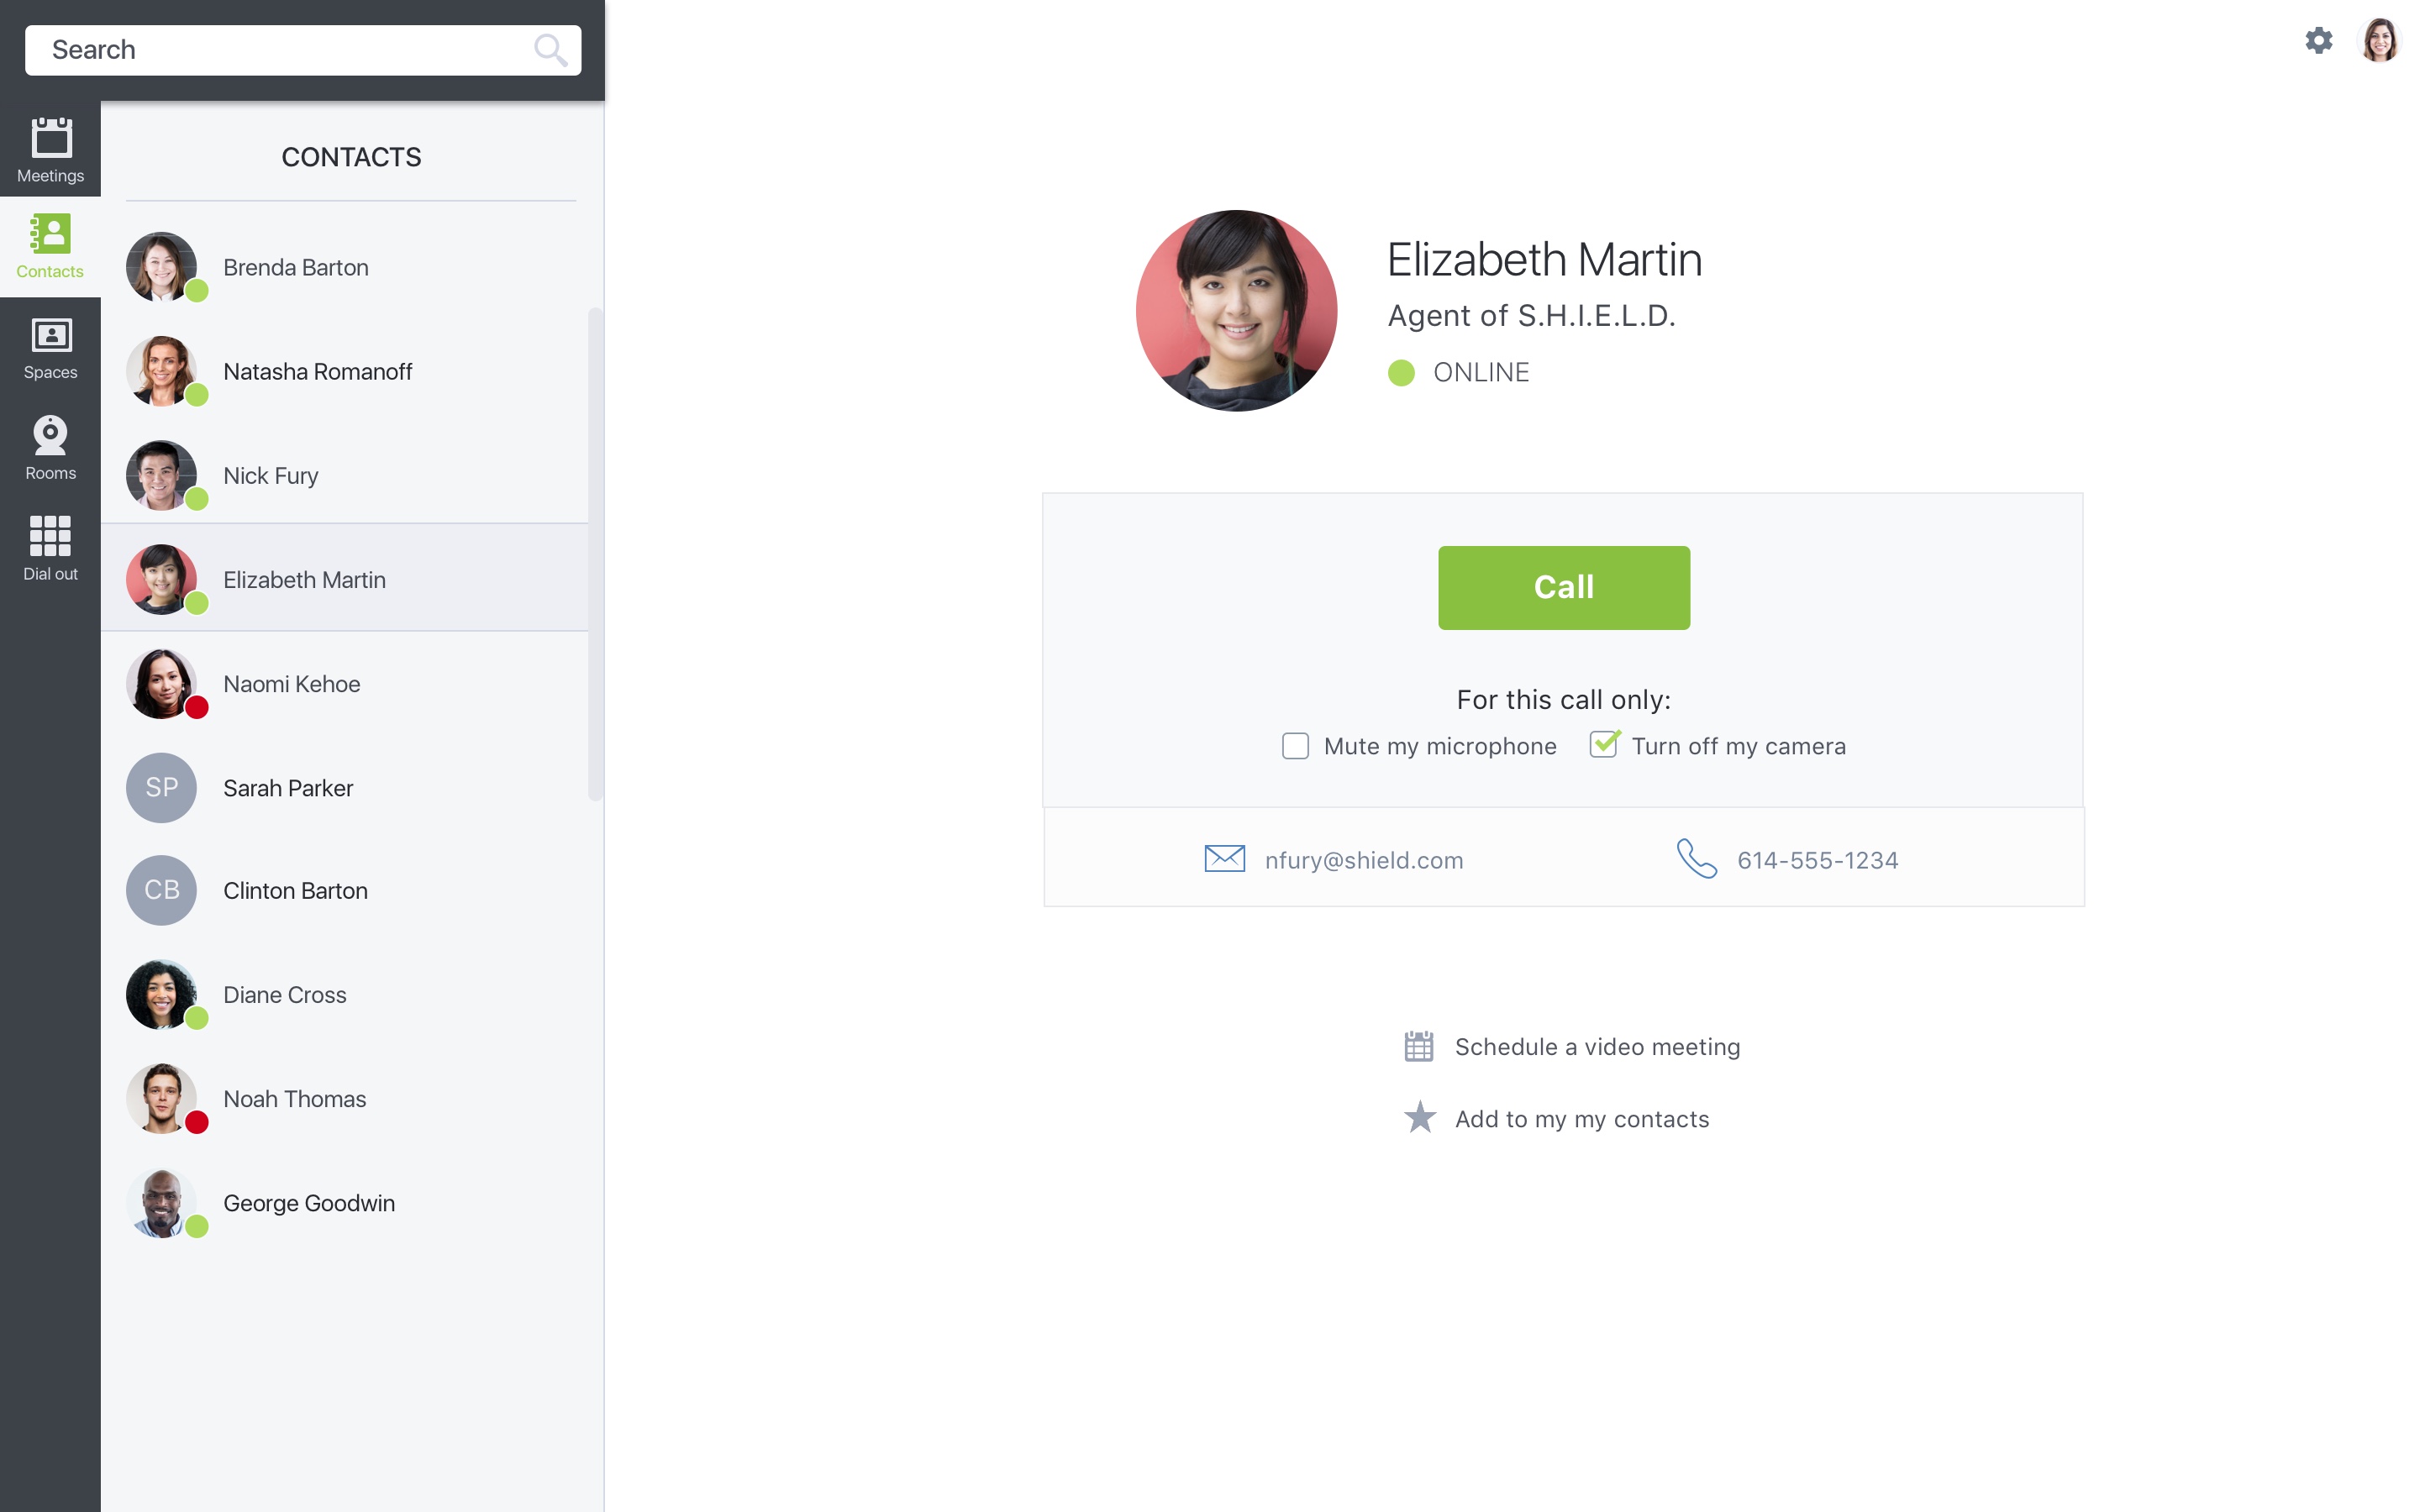 Search
Meetings
Contacts
Spaces
Rooms
Dial out
CONTACTS
Brenda Barton
Natasha Romanoff
Nick Fury
Elizabeth Martin
Naomi Kehoe
SP
Sarah Parker
CB
Clinton Barton
Diane Cross
Noah Thomas
George Goodwin
Elizabeth Martin
Agent of S.H.I.E.L.D.
ONLINE
Call
For this call only:
Mute my microphone
Turn off my camera
nfury@shield.com
614-555-1234
Schedule a video meeting
Add to my my contacts